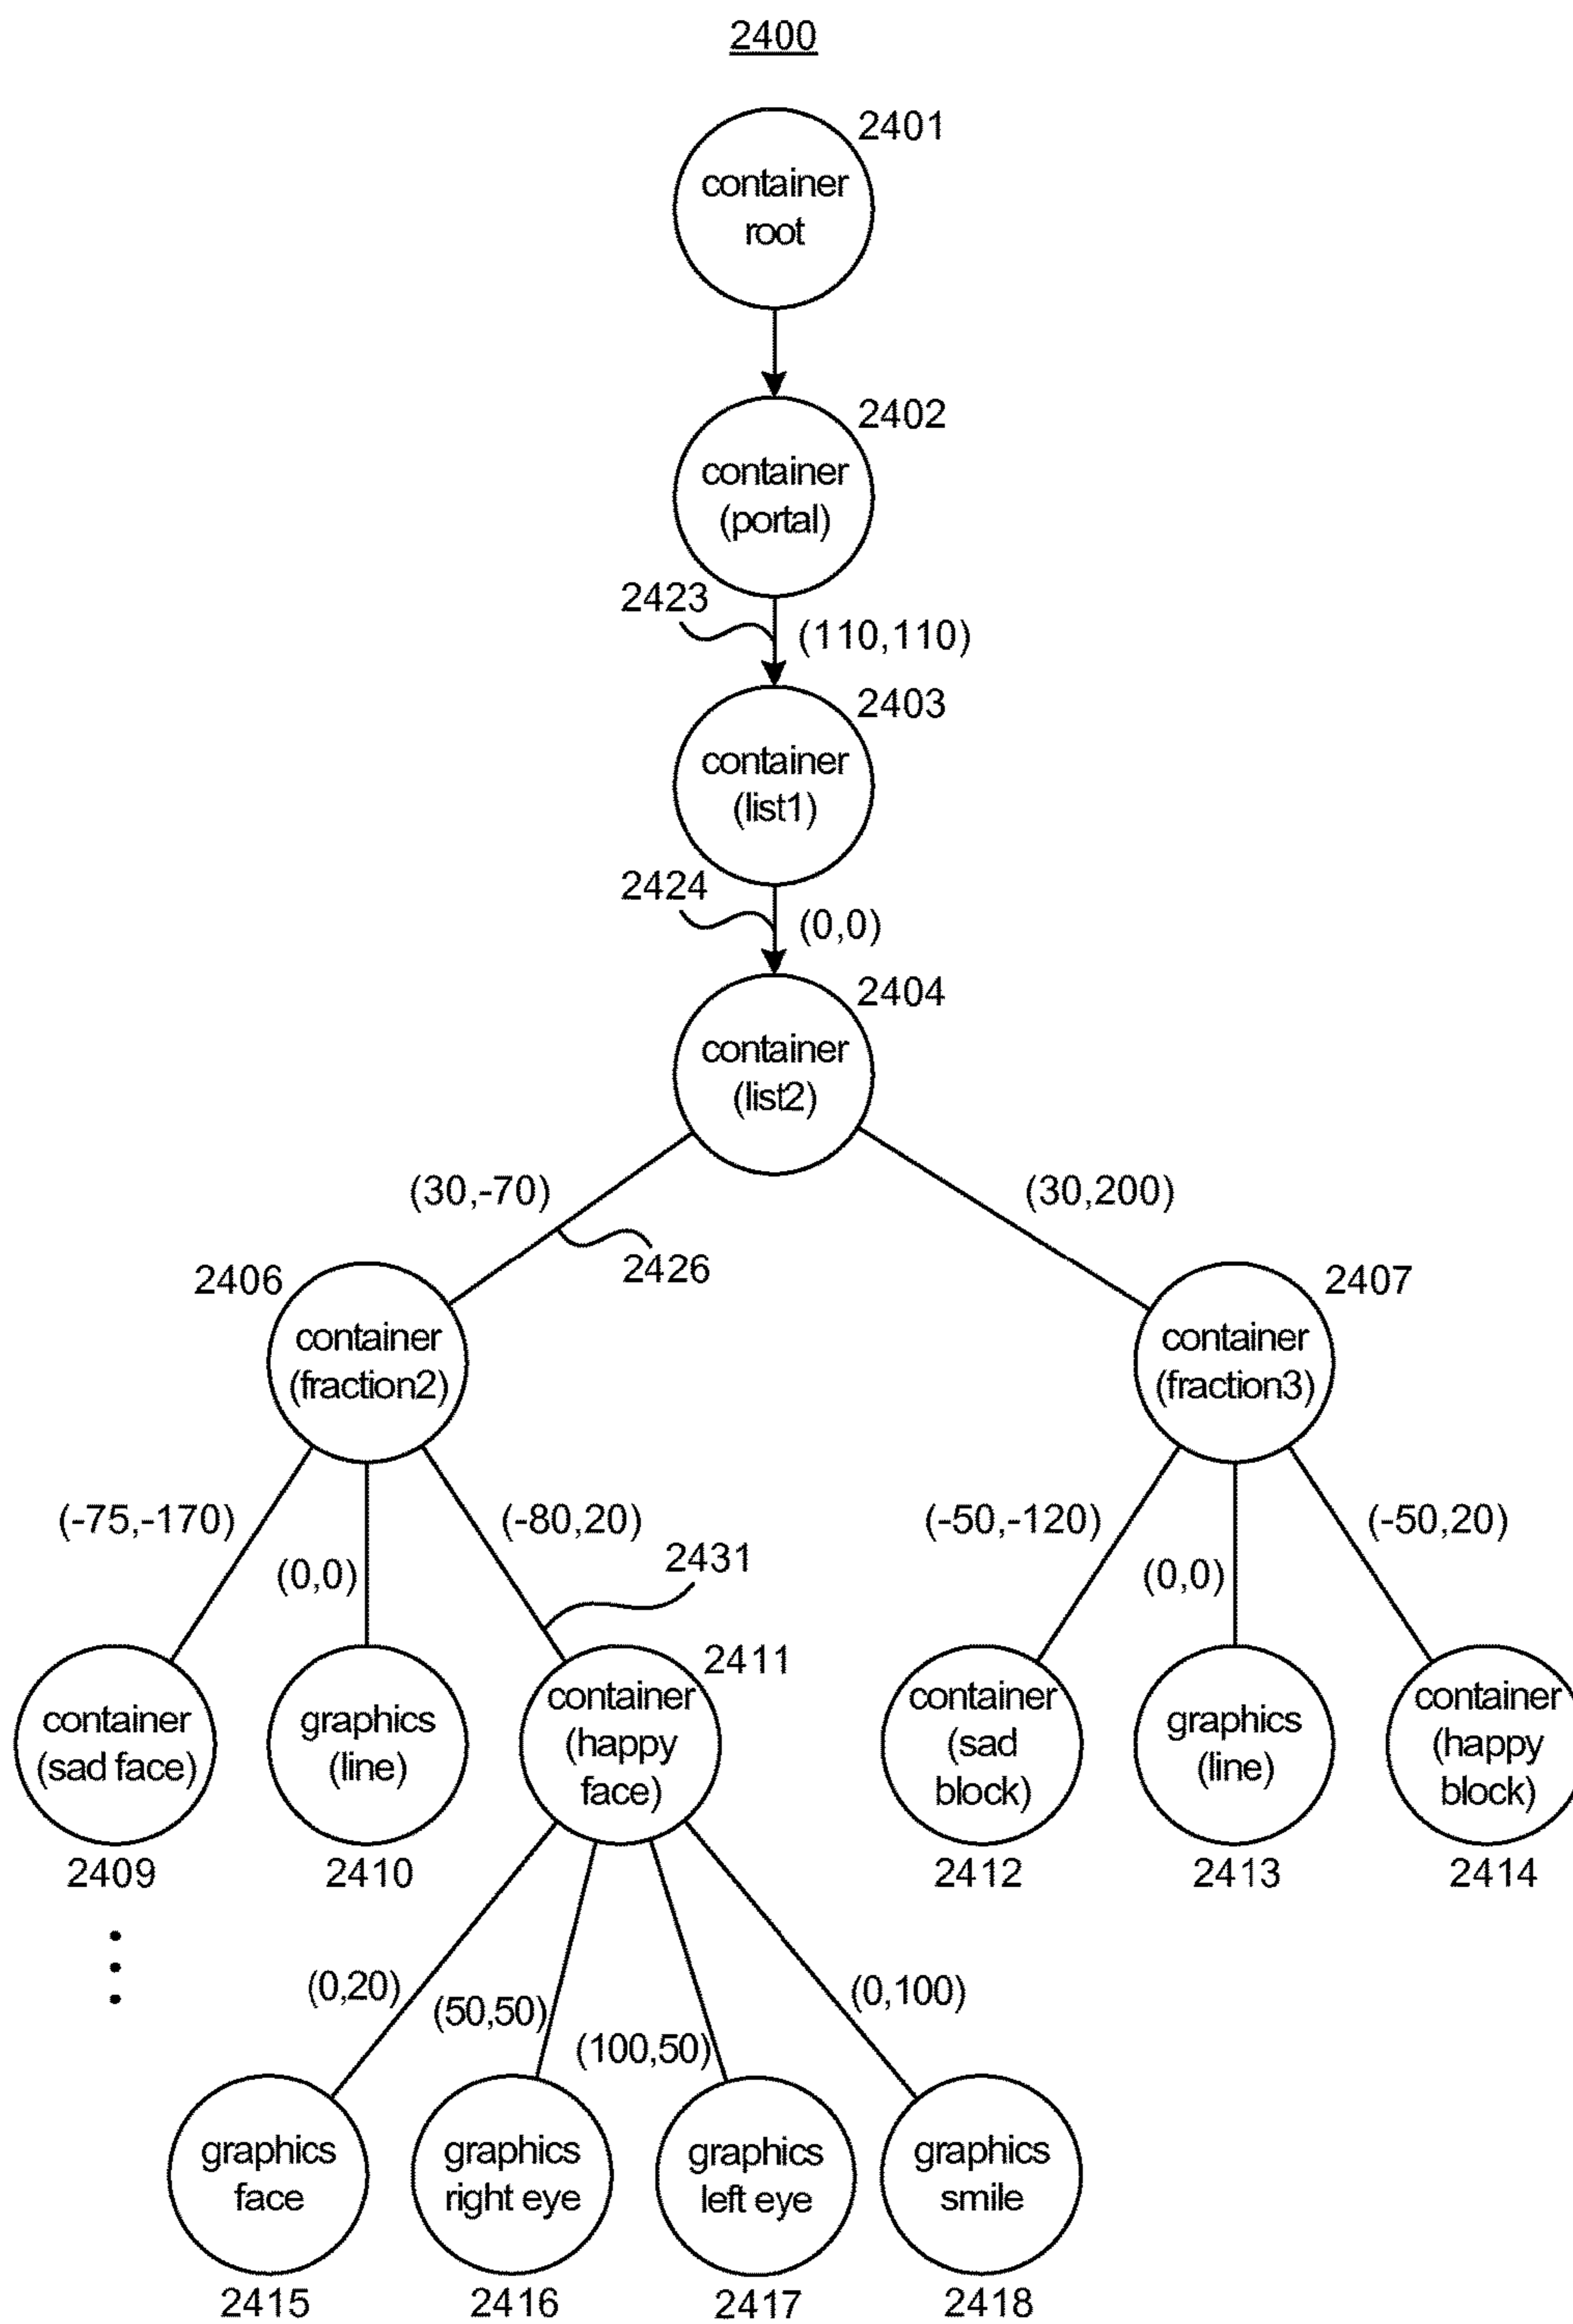 2400
2401
container
root
2402
container
(portal)
2423
(110,110)
2403
container
(list1)
2424
(0,0)
2404
container
(list2)
(30,-70)
(30,200)
2426
2406
container
(fraction2)
2407
container
(fraction3)
(-75,-170)
(0,0)
(-80,20)
2431
(-50,-120)
(0,0)
(-50,20)
container
(sad face)
2409
graphics
(line)
2410
2411
container
(happy
face)
container
(sad
block)
2412
graphics
(line)
2413
container
(happy
block)
2414
(0,20)
(50,50)
(100,50)
(0,100)
graphics
face
2415
graphics
right eye
2416
graphics
left eye
2417
graphics
smile
2418